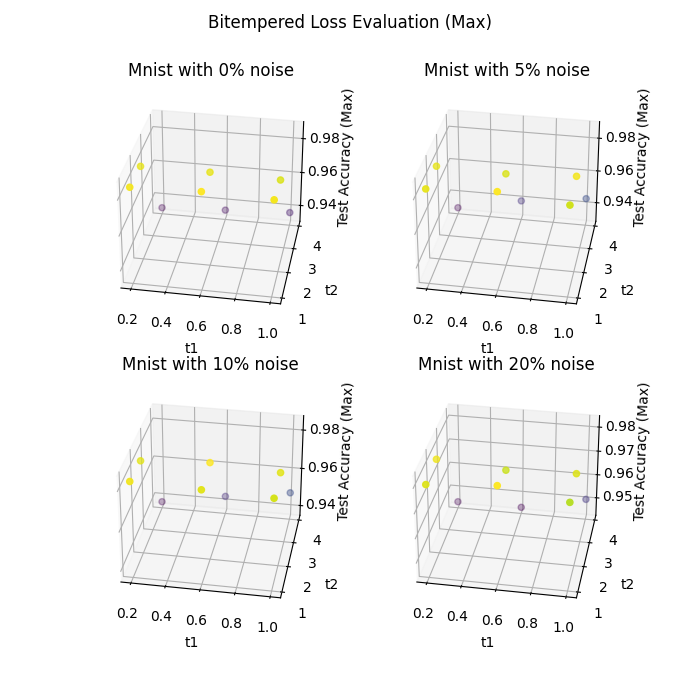 Bitempered Loss Evaluation (Max)
Mnist with 0% noise
0.98
0.96
0.94
Test Accuracy (Max)
4
3
2
1
t2
0.2 0.4 0.6 0.8 1.0
t1
Mnist with 5% noise
0.98
0.96
0.94
Test Accuracy (Max)
4
3
2
1
t2
0.2 0.4 0.6 0.8 1.0
t1
Mnist with 10% noise
0.98
0.96
0.94
Test Accuracy (Max)
4
3
2
1
t2
0.2 0.4 0.6 0.8 1.0
t1
Mnist with 20% noise
0.98
0.97
0.96
0.95
Test Accuracy (Max)
4
3
2
1
t2
0.2 0.4 0.6 0.8 1.0
t1